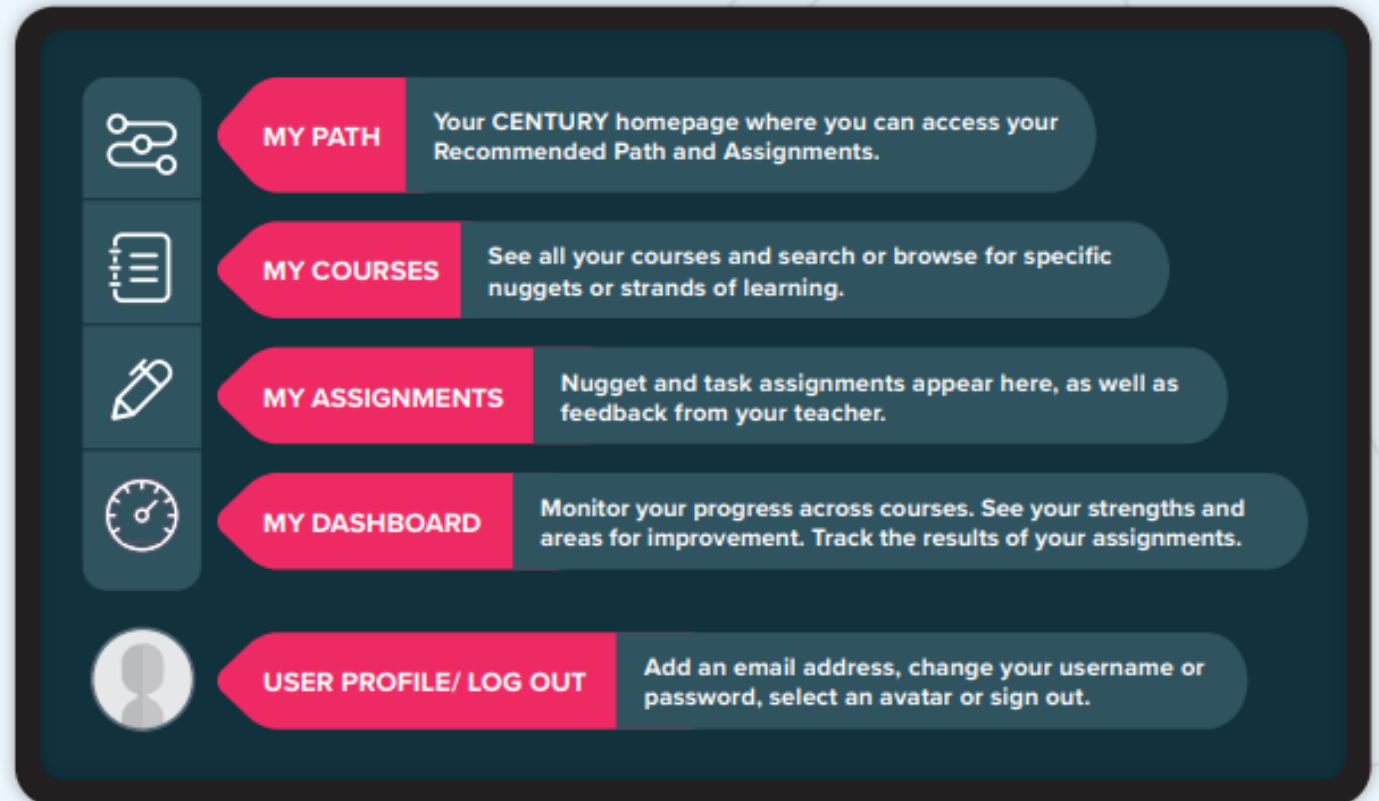 MY PATH
Your CENTURY homepage where you can access your
Recommended Path and Assignments.
MY COURSES
See all your courses and search or browse for specific
nuggets or strands of learning.
MY ASSIGNMENTS
Nugget and task assignments appear here, as well as
feedback from your teacher.
MY DASHBOARD
Monitor your progress across courses. See your strengths and
areas for improvement. Track the results of your assignments.
USER PROFILE/ LOG OUT
Add an email address, change your username or
password, select an avatar or sign out.